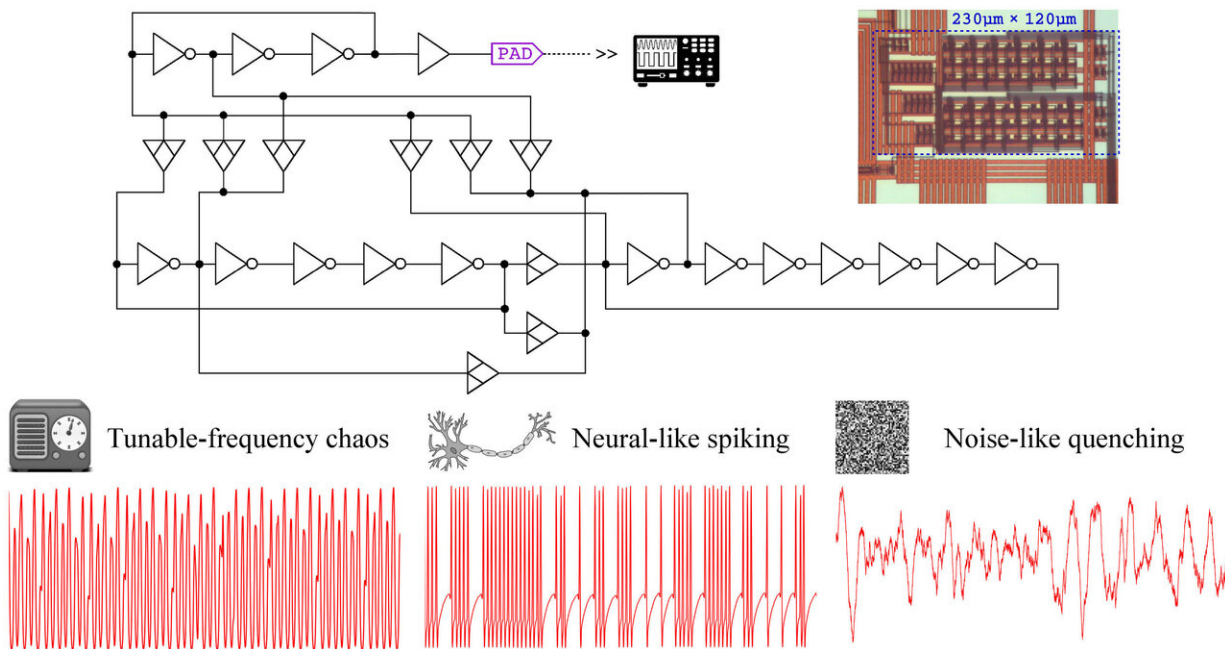 230µm × 120µm
PAD
>>
Tunable-frequency chaos
Neural-like spiking
Noise-like quenching